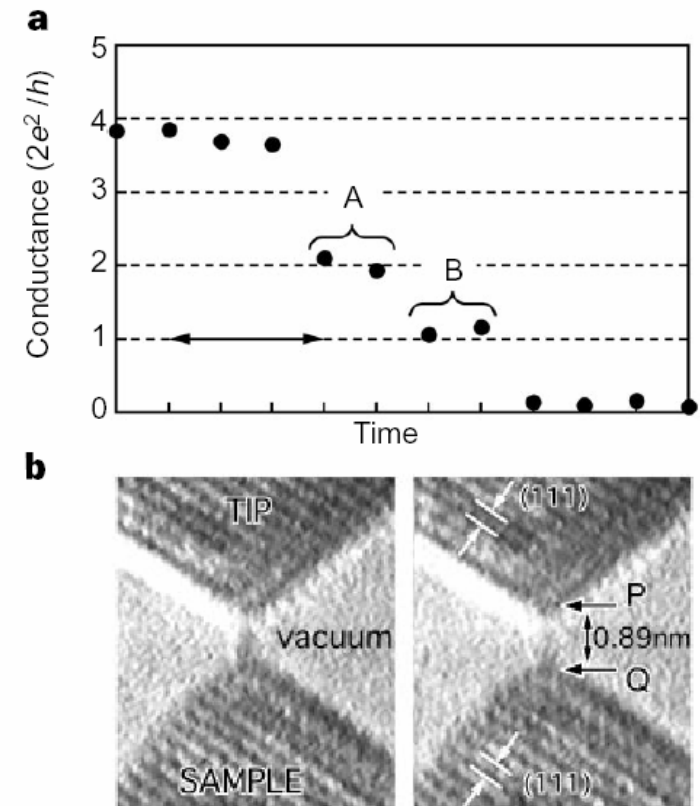 a
Conductance (2e² /h)
5
4
3
2
1
0
A
B
Time
b
TIP
vacuum
SAMPLE
(111)
P
0.89nm
Q
(111)